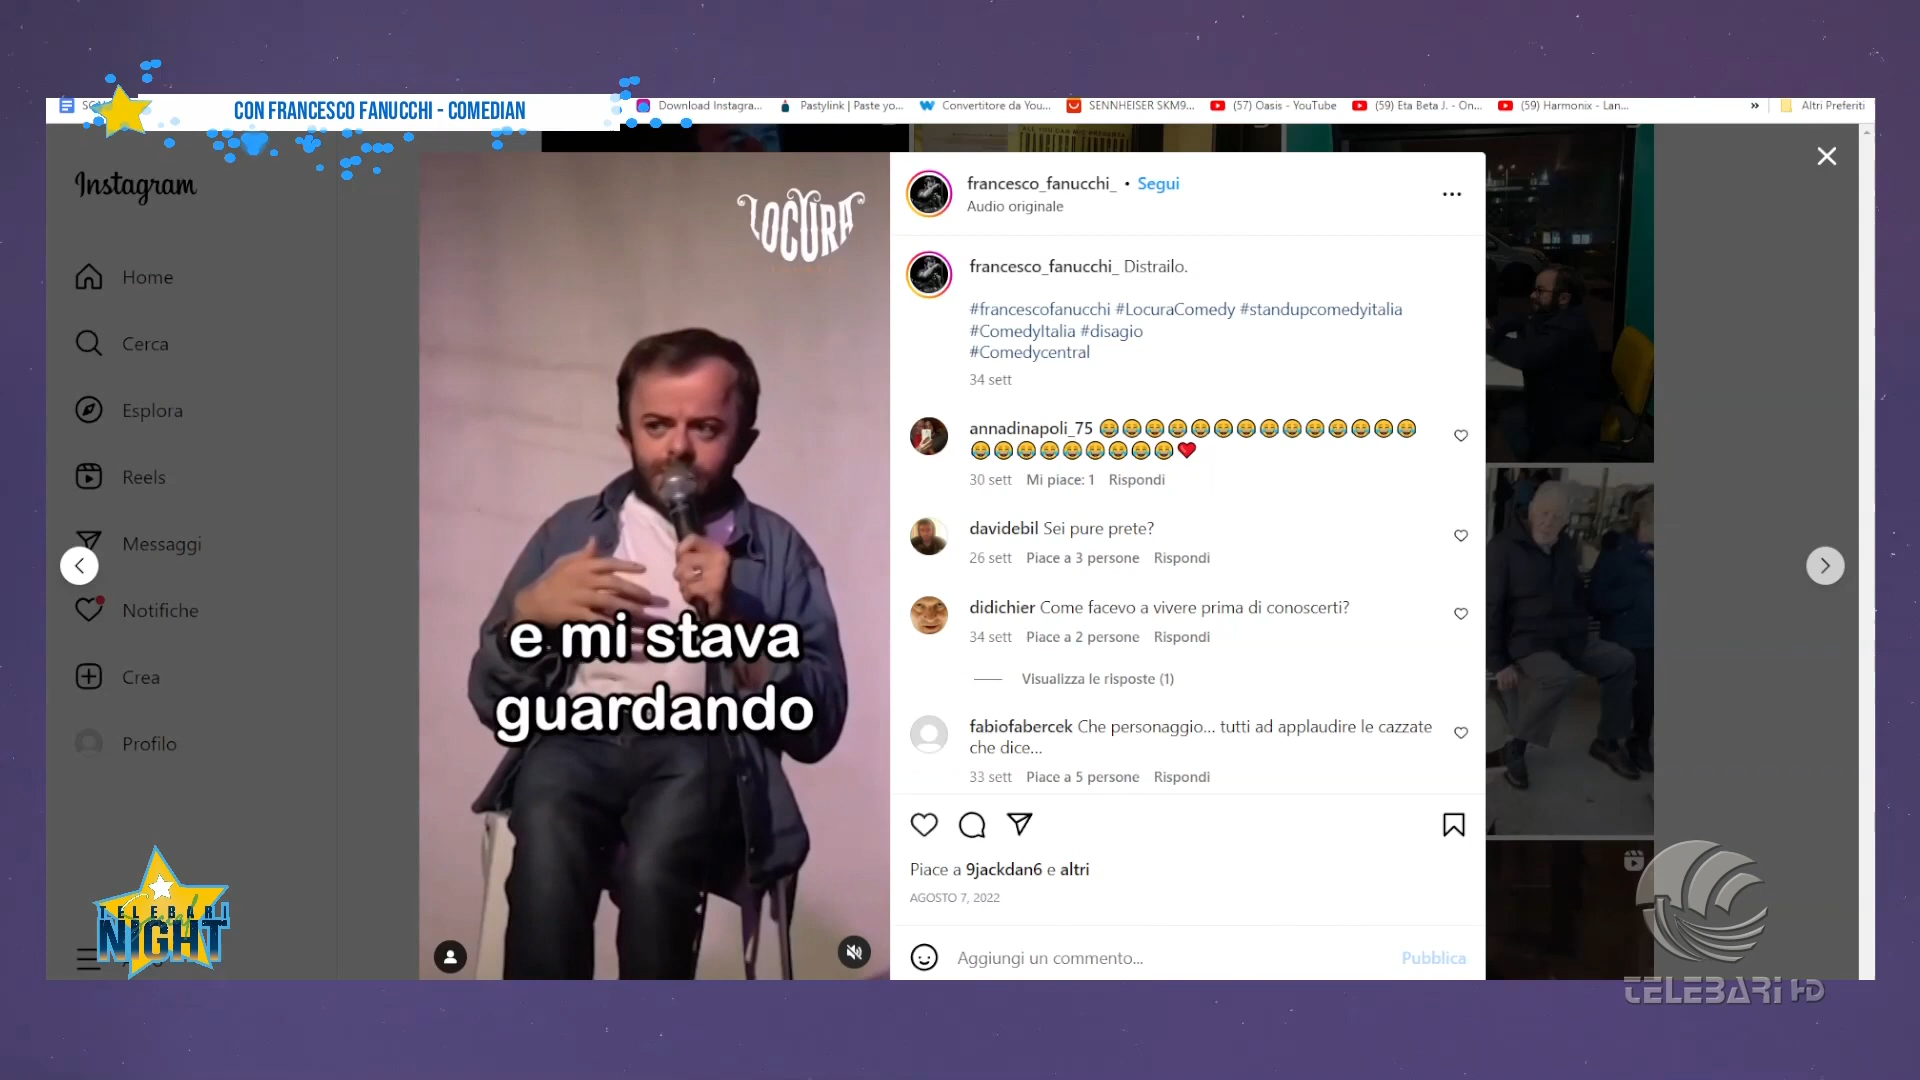 CON FRANCESCO FANUCCHI - COMEDIAN
Download Instagra...
Pastylink | Paste yo...
Convertitore da You...
SENNHEISER SKM9...
(57) Oasis - YouTube
(59) Eta Beta J. - On...
(59) Harmonix - Lan...
»
Altri Preferiti
Instagram
Home
Cerca
Esplora
Reels
Messaggi
Notifiche
Crea
Profilo
LOCURA
e mi stava
guardando
francesco_fanucchi_ • Segui
Audio originale
francesco_fanucchi_ Distrailo.
#francescofanucchi #LocuraComedy #standupcomedyitalia
#ComedyItalia #disagio
#Comedycentral
34 sett
annadinapoli_75 😂😂😂😂😂😂😂😂😂😂😂😂😂😂
😂😂😂😂😂😂😂😂😂❤️
30 sett Mi piace: 1 Rispondi
davidebil Sei pure prete?
26 sett Piace a 3 persone Rispondi
didichier Come facevo a vivere prima di conoscerti?
34 sett Piace a 2 persone Rispondi
Visualizza le risposte (1)
fabiofabercek Che personaggio... tutti ad applaudire le cazzate
che dice...
33 sett Piace a 5 persone Rispondi
Piace a 9jackdan6 e altri
AGOSTO 7, 2022
Aggiungi un commento...
Pubblica
TELEBARI
NIGHT
TELEBARI HD